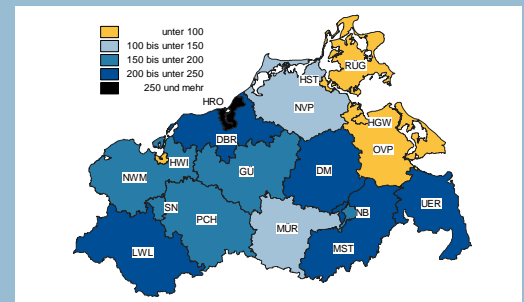 unter 100
100 bis unter 150
150 bis unter 200
200 bis unter 250
250 und mehr
RÜG
HST
HRO
NVP
HGW
DBR
OVP
HWI
GÜ
DM
NWM
SN
NB
UER
PCH
MÜR
MST
LWL